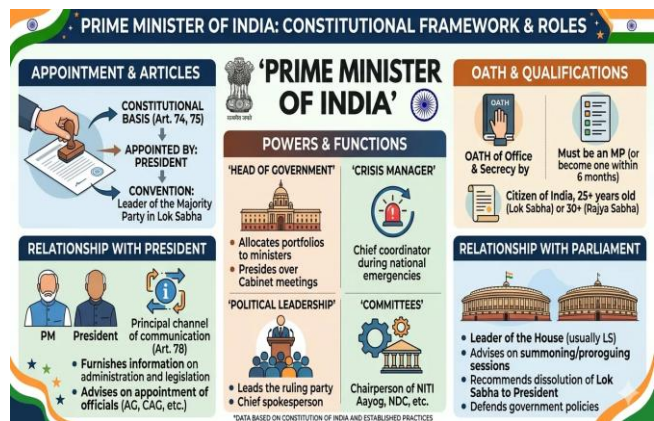 PRIME MINISTER OF INDIA: CONSTITUTIONAL FRAMEWORK & ROLES
APPOINTMENT & ARTICLES
CONSTITUTIONAL
BASIS (Art. 74, 75)
APPOINTED BY:
PRESIDENT
CONVENTION:
Leader of the Majority
Party in Lok Sabha
RELATIONSHIP WITH PRESIDENT
PM
President
Principal channel
of communication
(Art. 78)
• Furnishes information on
administration and legislation
• Advises on appointment of
officials (AG, CAG, etc.)
'PRIME MINISTER
OF INDIA'
सत्यमेव जयते
POWERS & FUNCTIONS
'HEAD OF GOVERNMENT'
• Allocates portfolios
to ministers
• Presides over
Cabinet meetings
'CRISIS MANAGER'
Chief coordinator
during national
emergencies
'POLITICAL LEADERSHIP'
• Leads the ruling party
• Chief spokesperson
'COMMITTEES'
Chairperson of NITI
Aayog, NDC, etc.
OATH & QUALIFICATIONS
OATH
OATH of Office
& Secrecy by
Must be an MP (or
become one within
6 months)
Citizen of India, 25+ years old
(Lok Sabha) or 30+ (Rajya Sabha)
RELATIONSHIP WITH PARLIAMENT
• Leader of the House (usually LS)
• Advises on summoning/proroguing
sessions
• Recommends dissolution of Lok
Sabha to President
• Defends government policies
*DATA BASED ON CONSTITUTION OF INDIA AND ESTABLISHED PRACTICES